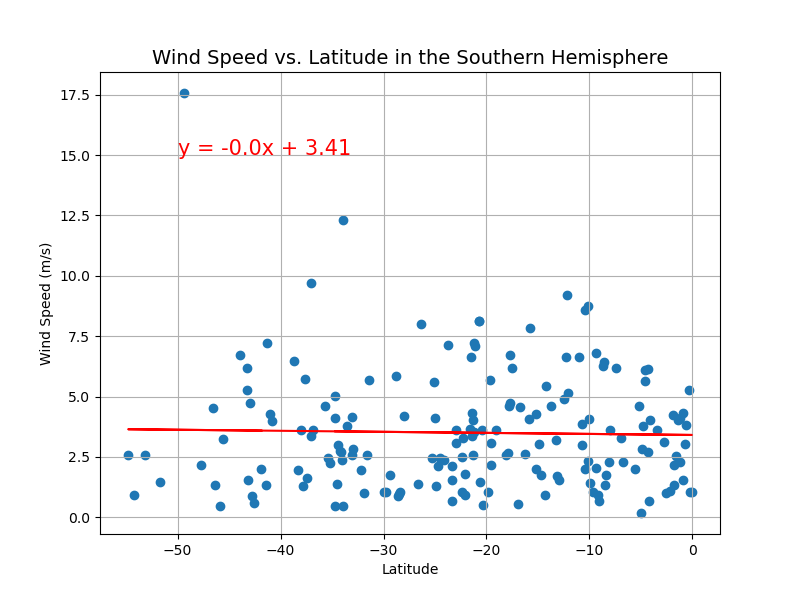 Wind Speed vs. Latitude in the Southern Hemisphere
17.5
y = -0.0x + 3.41
15.0
12.5
10.0
7.5
5.0
2.5
0.0
Wind Speed (m/s)
−50 −40 −30 −20 −10 0
Latitude